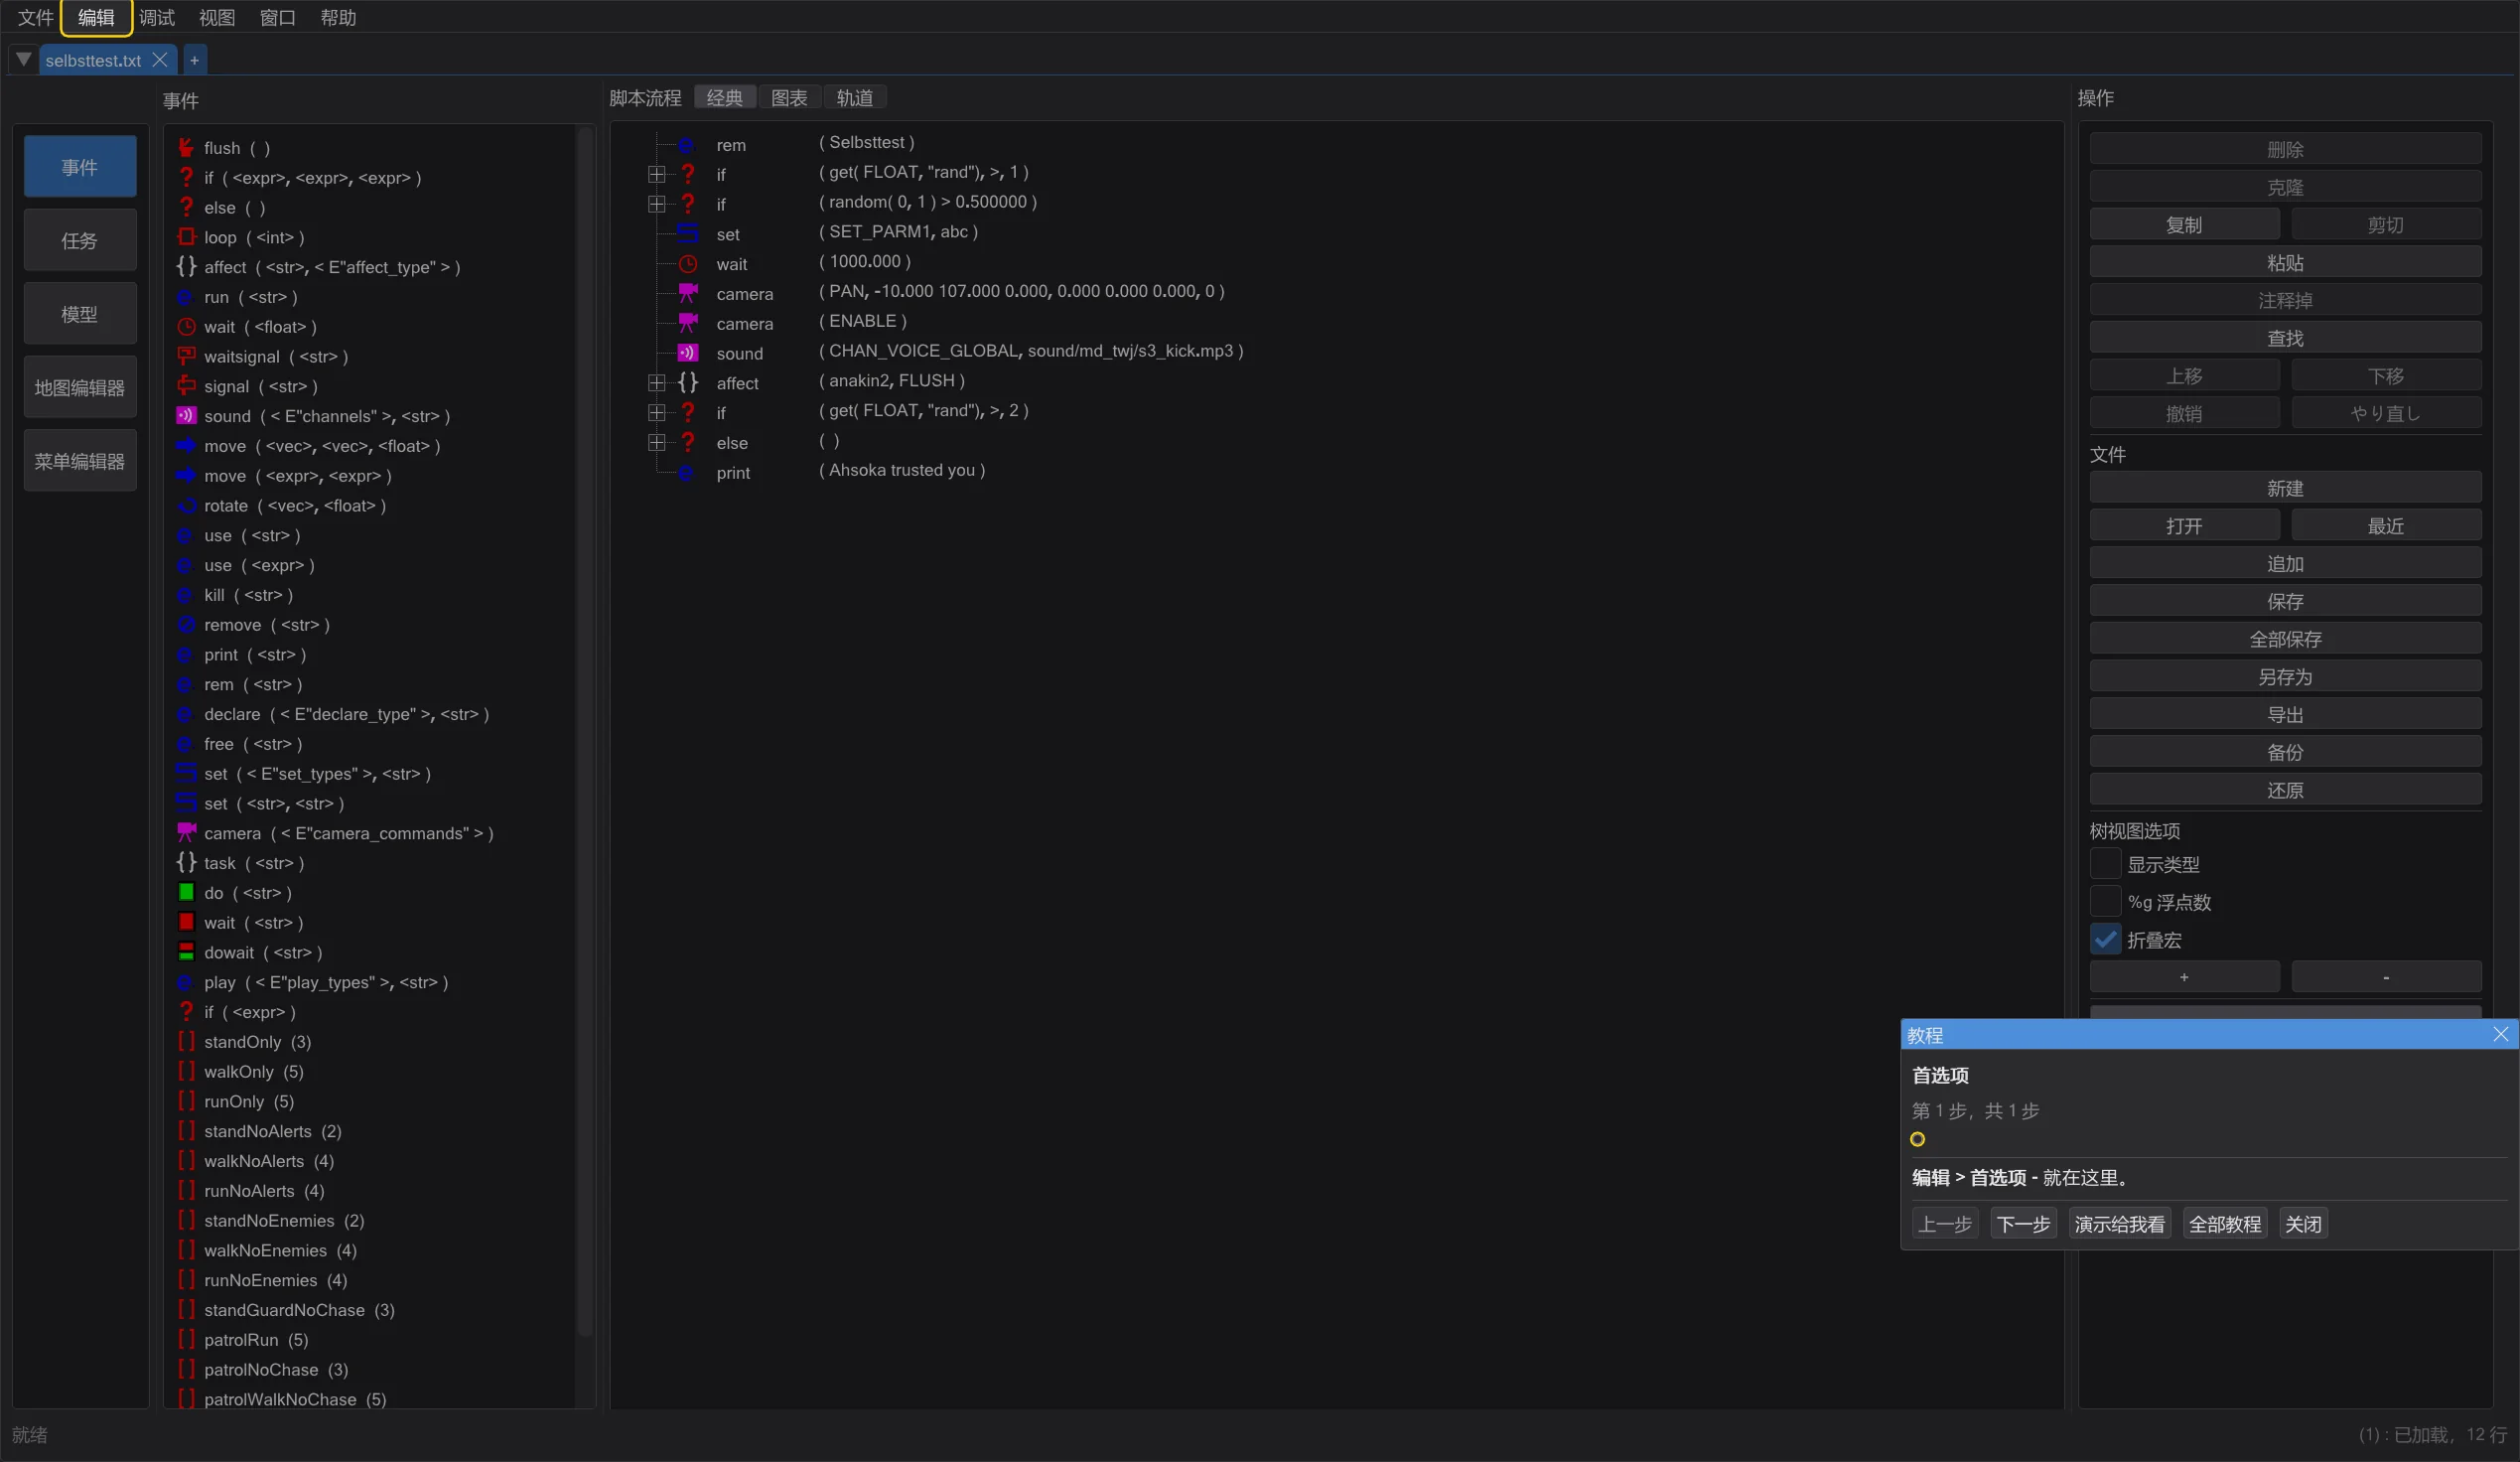 文件 编辑 调试 视图 窗口 帮助
selbsttest.txt +
事件
任务
模型
地图编辑器
菜单编辑器
事件
flush ( )
if ( <expr>, <expr>, <expr> )
else ( )
loop ( <int> )
affect ( <str>, < E"affect_type" > )
run ( <str> )
wait ( <float> )
waitsignal ( <str> )
signal ( <str> )
sound ( < E"channels" >, <str> )
move ( <vec>, <vec>, <float> )
move ( <expr>, <expr> )
rotate ( <vec>, <float> )
use ( <str> )
use ( <expr> )
kill ( <str> )
remove ( <str> )
print ( <str> )
rem ( <str> )
declare ( < E"declare_type" >, <str> )
free ( <str> )
set ( < E"set_types" >, <str> )
set ( <str>, <str> )
camera ( < E"camera_commands" > )
task ( <str> )
do ( <str> )
wait ( <str> )
dowait ( <str> )
play ( < E"play_types" >, <str> )
if ( <expr> )
standOnly (3)
walkOnly (5)
runOnly (5)
standNoAlerts (2)
walkNoAlerts (4)
runNoAlerts (4)
standNoEnemies (2)
walkNoEnemies (4)
runNoEnemies (4)
standGuardNoChase (3)
patrolRun (5)
patrolNoChase (3)
patrolWalkNoChase (5)
脚本流程 经典 图表 轨道
rem ( Selbsttest )
if ( get( FLOAT, "rand"), >, 1 )
if ( random( 0, 1 ) > 0.500000 )
set ( SET_PARM1, abc )
wait ( 1000.000 )
camera ( PAN, -10.000 107.000 0.000, 0.000 0.000 0.000, 0 )
camera ( ENABLE )
sound ( CHAN_VOICE_GLOBAL, sound/md_twj/s3_kick.mp3 )
affect ( anakin2, FLUSH )
if ( get( FLOAT, "rand"), >, 2 )
else ( )
print ( Ahsoka trusted you )
操作
删除
克隆
复制 剪切
粘贴
注释掉
查找
上移 下移
撤销 やり直し
文件
新建
打开 最近
追加
保存
全部保存
另存为
导出
备份
还原
树视图选项
显示类型
%g 浮点数
折叠宏
+ -
教程
首选项
第 1 步，共 1 步
编辑 > 首选项 - 就在这里。
上一步 下一步 演示给我看 全部教程 关闭
就绪
(1) : 已加载，12 行